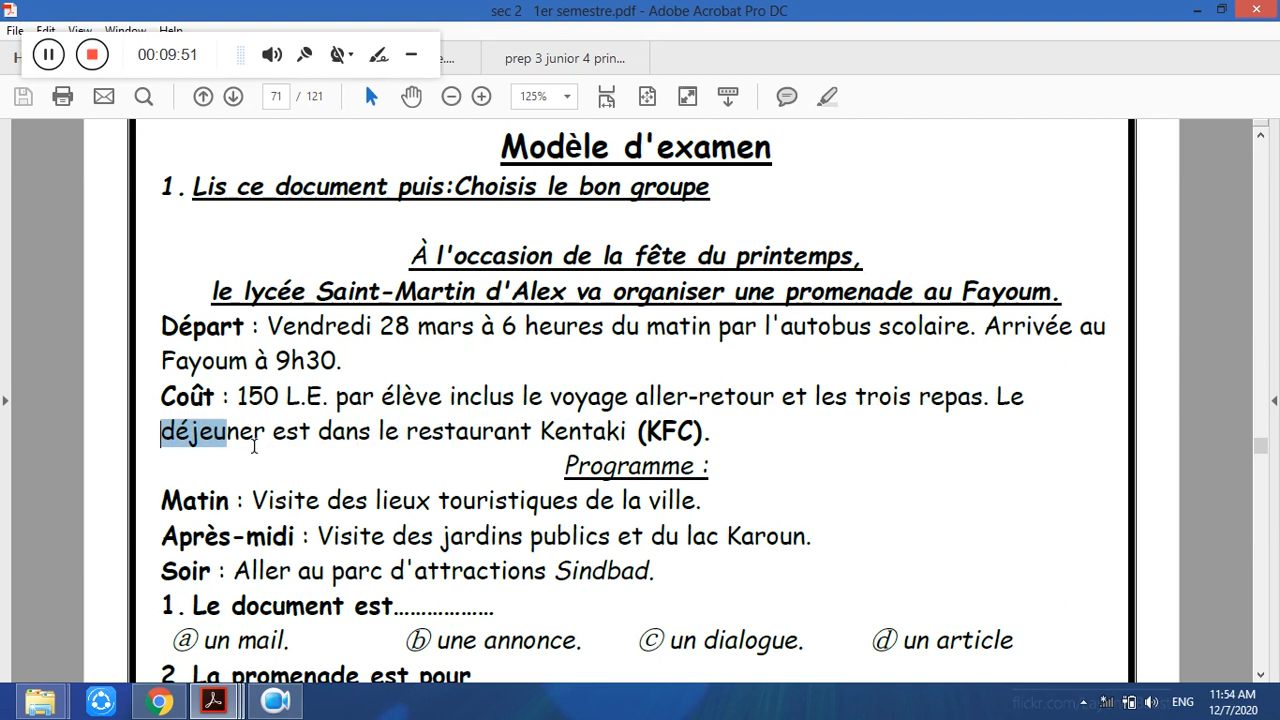 sec 2 1er semestre.pdf - Adobe Acrobat Pro DC
File Edit View Window Help
00:09:51
H
e.... prep 3 junior 4 prin...
71 / 121 125%
Modèle d'examen
1. Lis ce document puis:Choisis le bon groupe
À l'occasion de la fête du printemps,
le lycée Saint-Martin d'Alex va organiser une promenade au Fayoum.
Départ : Vendredi 28 mars à 6 heures du matin par l'autobus scolaire. Arrivée au
Fayoum à 9h30.
Coût : 150 L.E. par élève inclus le voyage aller-retour et les trois repas. Le
déjeuner est dans le restaurant Kentaki (KFC).
Programme :
Matin : Visite des lieux touristiques de la ville.
Après-midi : Visite des jardins publics et du lac Karoun.
Soir : Aller au parc d'attractions Sindbad.
1. Le document est………………
ⓐ un mail. ⓑ une annonce. ⓒ un dialogue. ⓓ un article
2. La promenade est pour
ENG
11:54 AM
12/7/2020